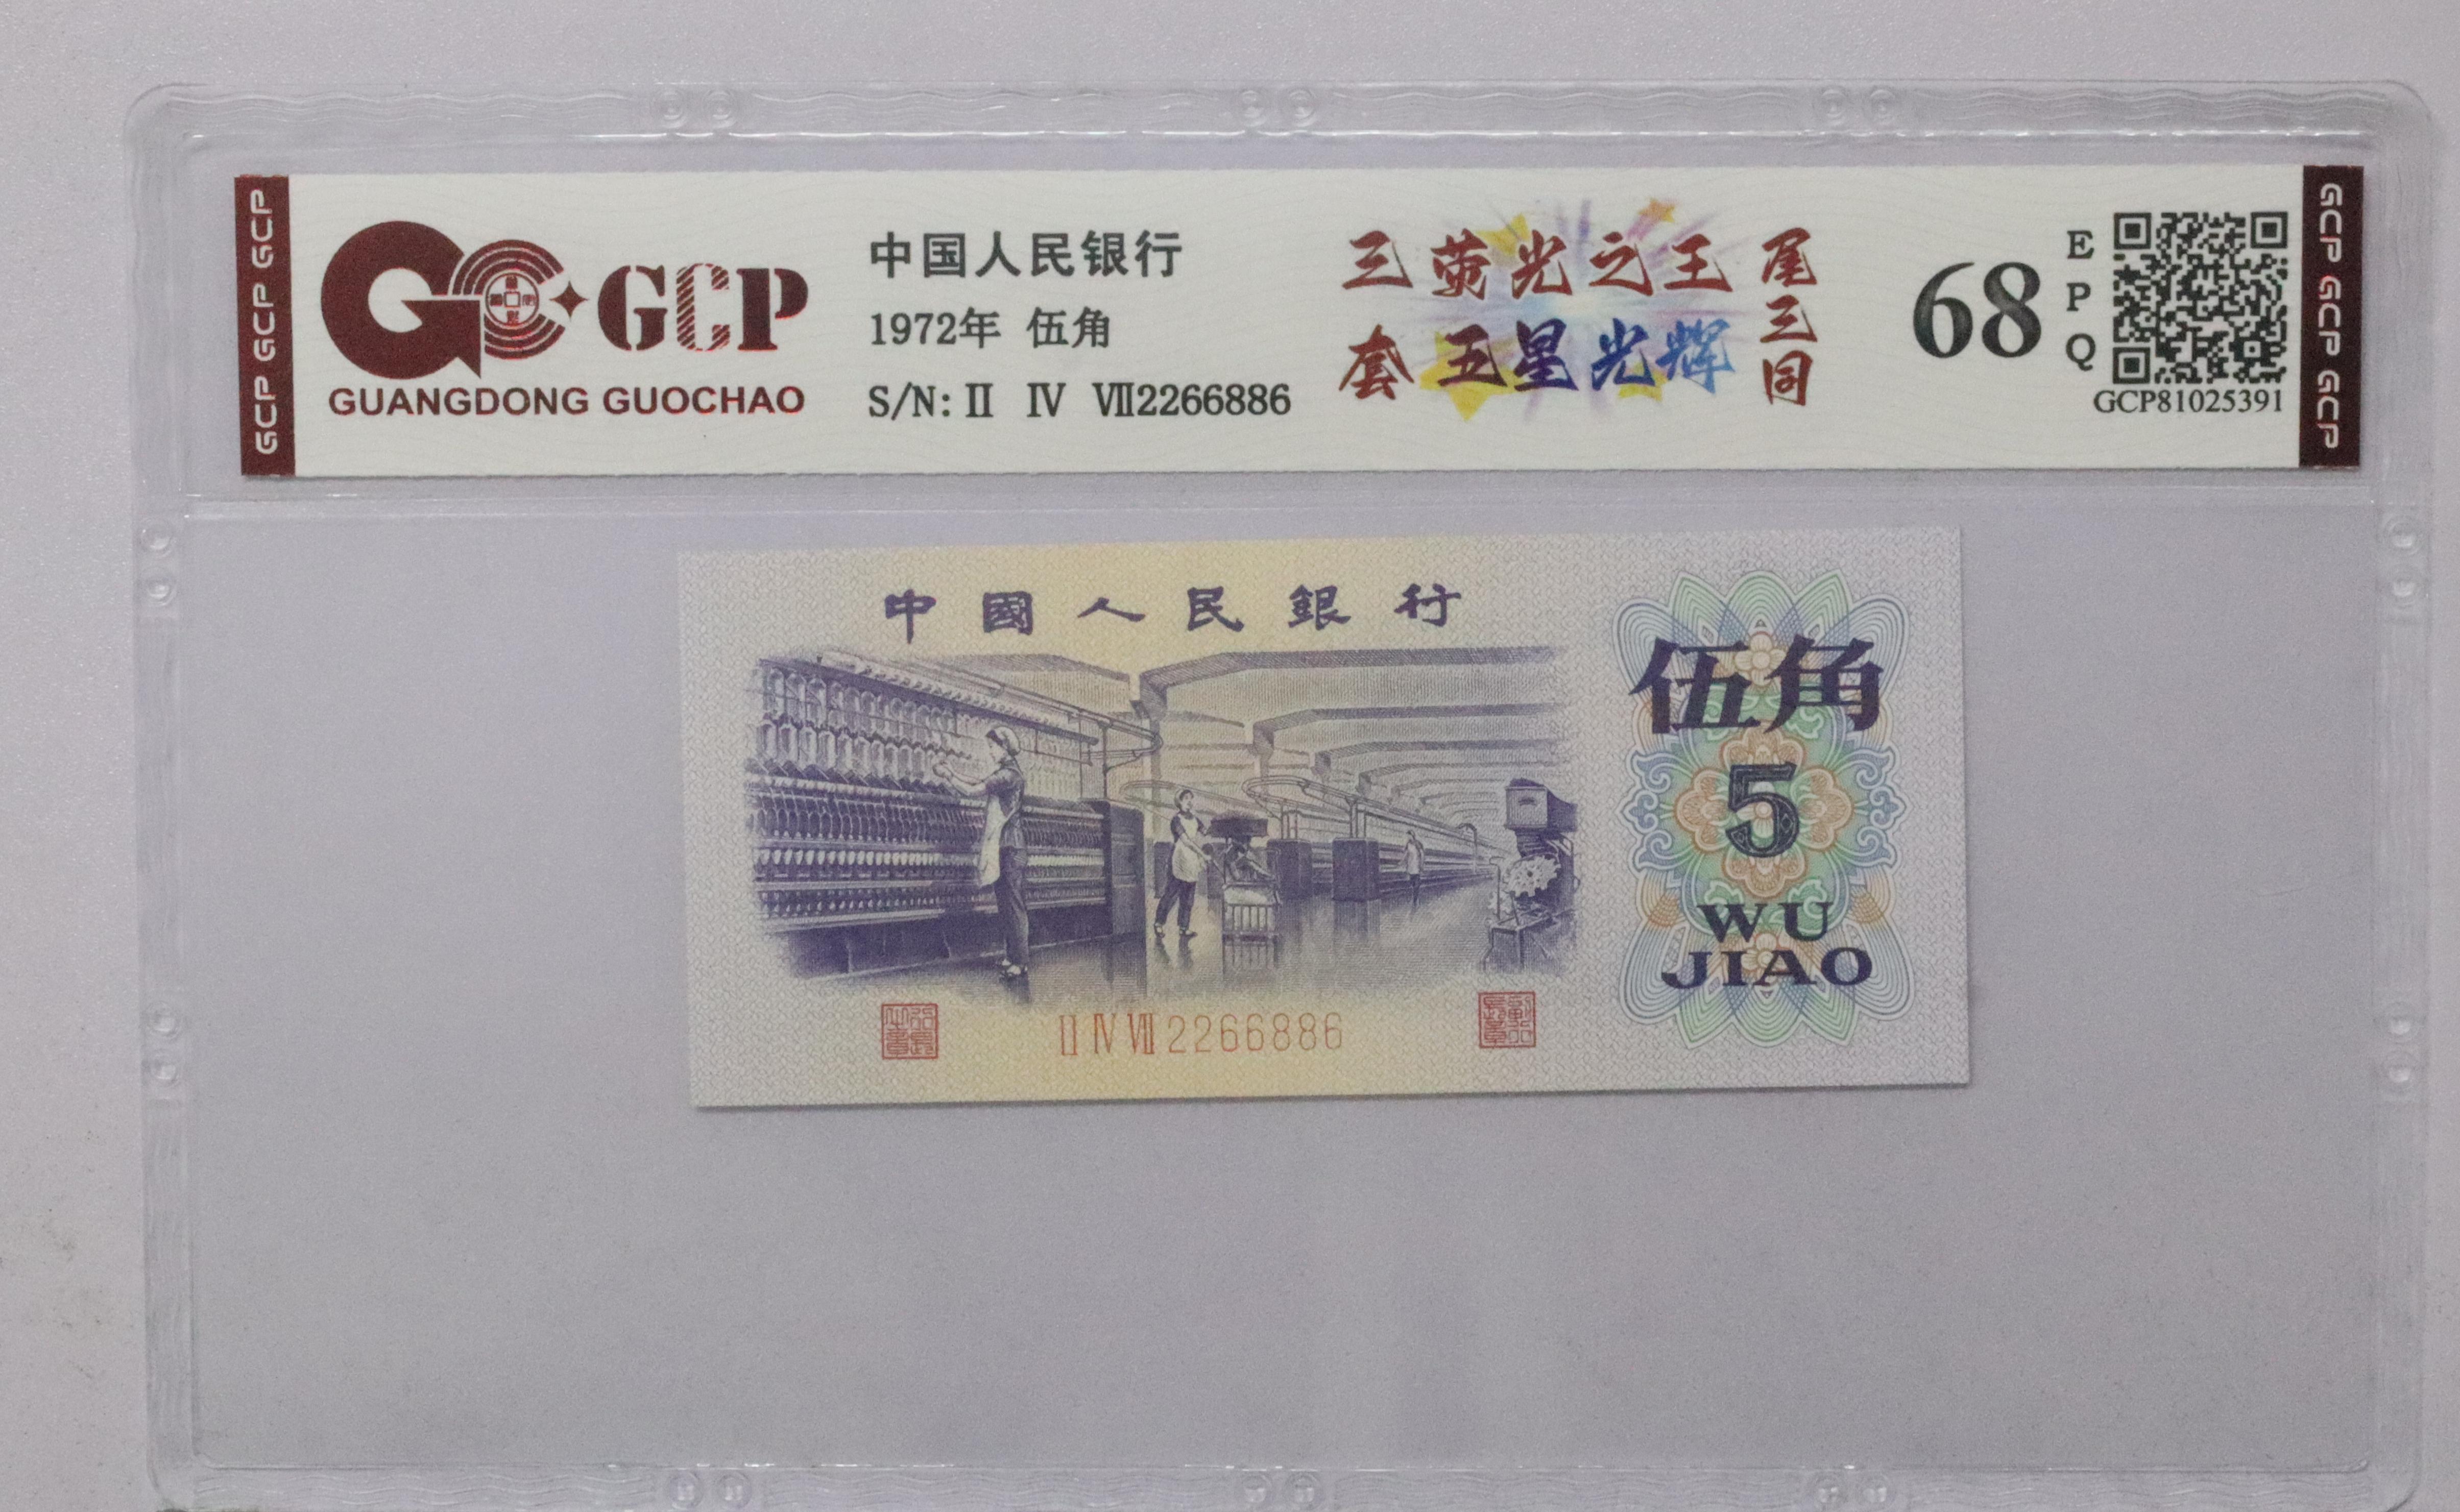 GCP GCP GCP
GCP
GUANGDONG GUOCHAO
中国人民银行
1972年 伍角
S/N: II IV VII2266886
三套
荧光之王
五星光辉
尾三同
68
EPQ
GCP81025391
GCP GCP GCP
中國人民銀行
伍角
5
WU
JIAO
II IV VII 2266886